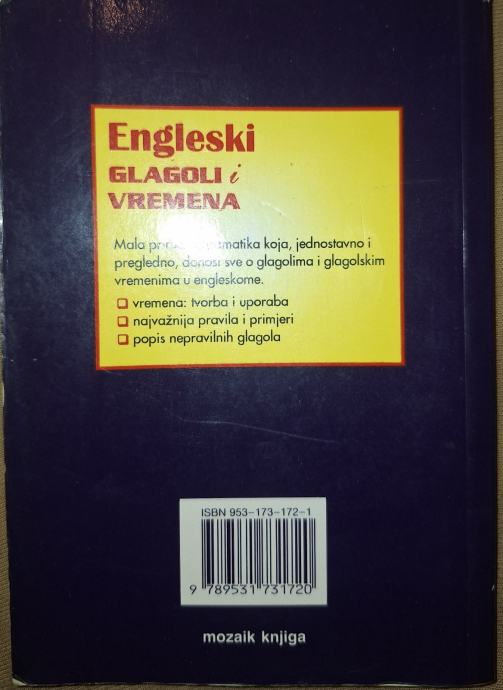 Engleski
GLAGOLI i
VREMENA
Mala gramatika koja, jednostavno i
pregledno, donosi sve o glagolima i glagolskim
vremenima u engleskome.
❑ vremena: tvorba i uporaba
❑ najvažnija pravila i primjeri
❑ popis nepravilnih glagola
ISBN 953-173-172-1
9 789531 731720
mozaik knjiga